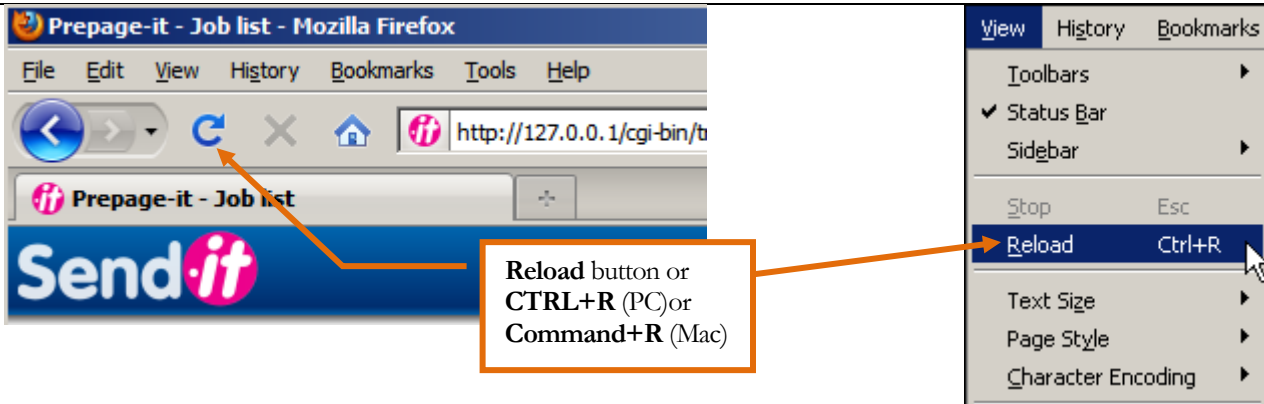 Prepage-it - Job list - Mozilla Firefox
File Edit View History Bookmarks Tools Help
it http://127.0.0.1/cgi-bin/t
it Prepage-it - Job list
Send·it
Reload button or
CTRL+R (PC)or
Command+R (Mac)
View History Bookmarks
Toolbars
Status Bar
Sidebar
Stop Esc
Reload Ctrl+R
Text Size
Page Style
Character Encoding